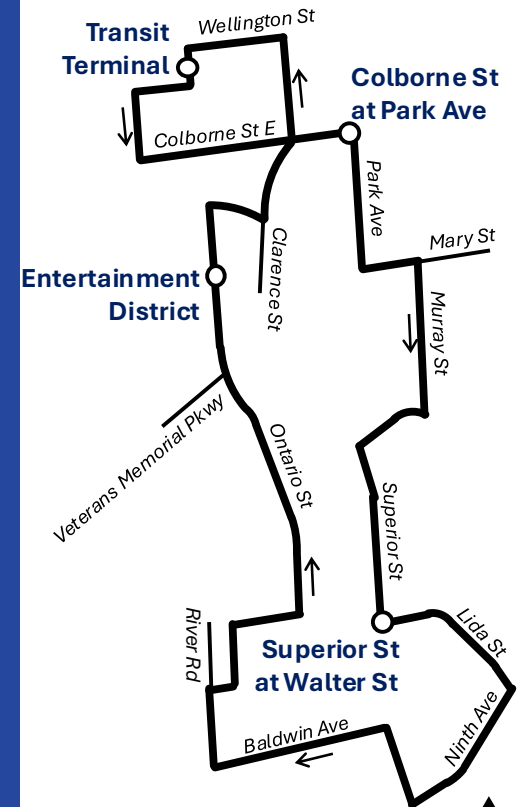 Wellington St
Transit
Terminal
Colborne St
at Park Ave
Colborne St E
Park Ave
Mary St
Clarence St
Entertainment
District
Murray St
Veterans Memorial Pkwy
Ontario St
Superior St
River Rd
Superior St
at Walter St
Lida St
Ninth Ave
Baldwin Ave